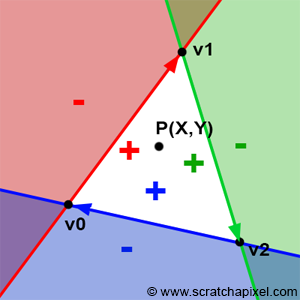 v1
-
P(X,Y)
+
+
-
+
v0
v2
-
© www.scratchapixel.com